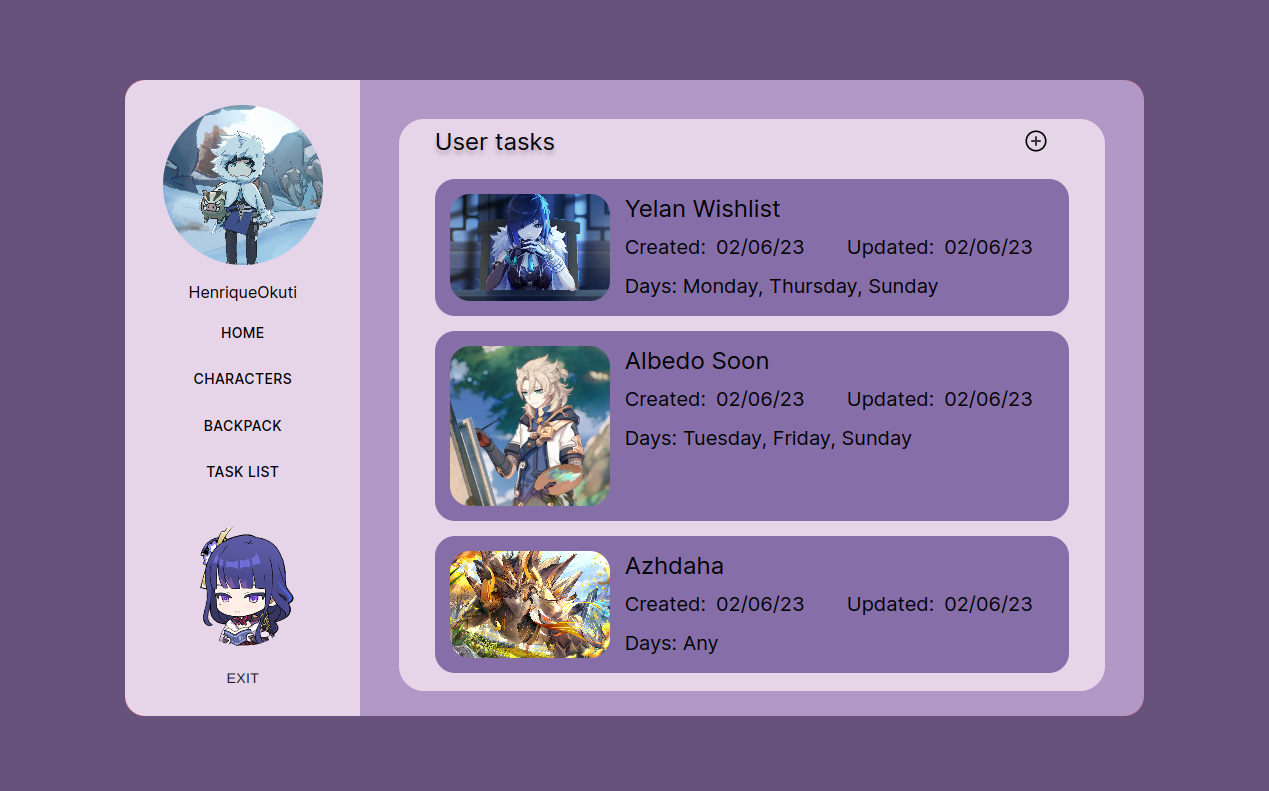 HenriqueOkuti
HOME
CHARACTERS
BACKPACK
TASK LIST
EXIT
User tasks
Yelan Wishlist
Created: 02/06/23 Updated: 02/06/23
Days: Monday, Thursday, Sunday
Albedo Soon
Created: 02/06/23 Updated: 02/06/23
Days: Tuesday, Friday, Sunday
Azhdaha
Created: 02/06/23 Updated: 02/06/23
Days: Any